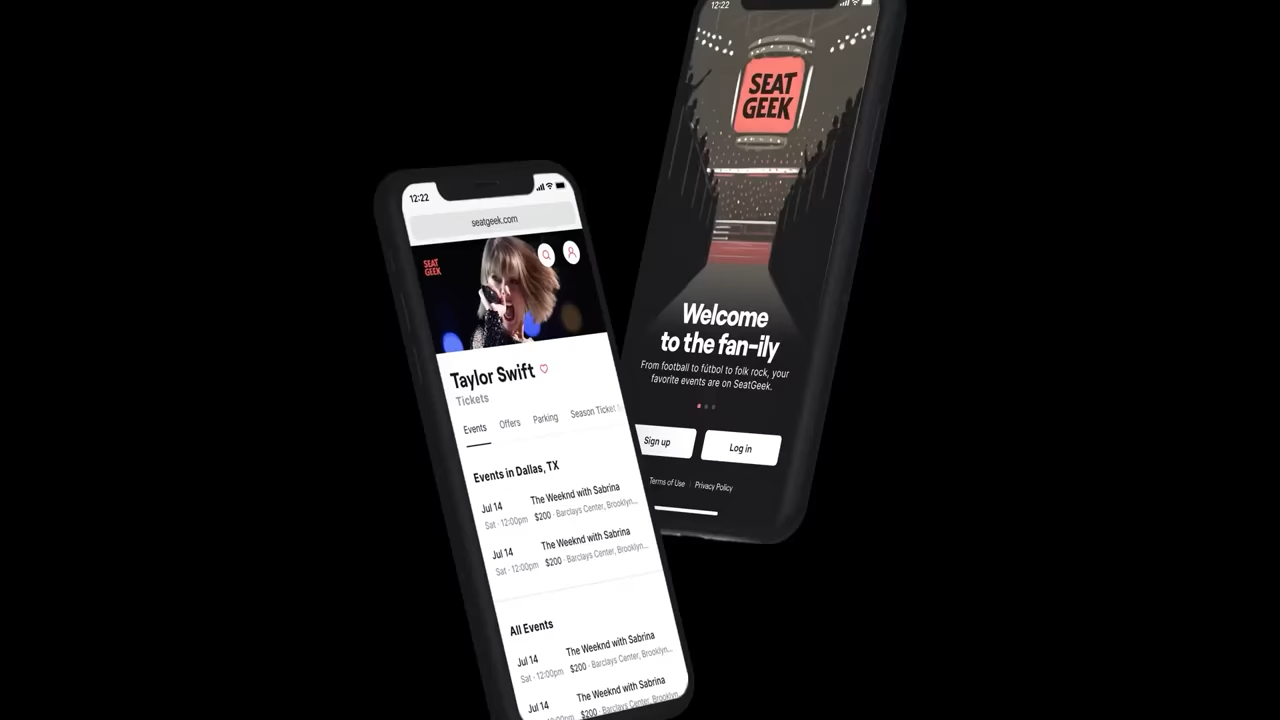 12:22
seatgeek.com
SEAT
GEEK
Taylor Swift
Tickets
Events Offers Parking Season Ticket
Events in Dallas, TX
Jul 14 The Weeknd with Sabrina
Sat · 12:00pm $200 · Barclays Center, Brooklyn...
Jul 14 The Weeknd with Sabrina
Sat · 12:00pm $200 · Barclays Center, Brooklyn...
All Events
Jul 14 The Weeknd with Sabrina
Sat · 12:00pm $200 · Barclays Center, Brooklyn...
Jul 14 The Weeknd with Sabrina
$200 · Barclays Center, Brooklyn
12:22
SEAT
GEEK
Welcome
to the fan-ily
From football to fútbol to folk rock, your
favorite events are on SeatGeek.
Sign up Log in
Terms of Use | Privacy Policy